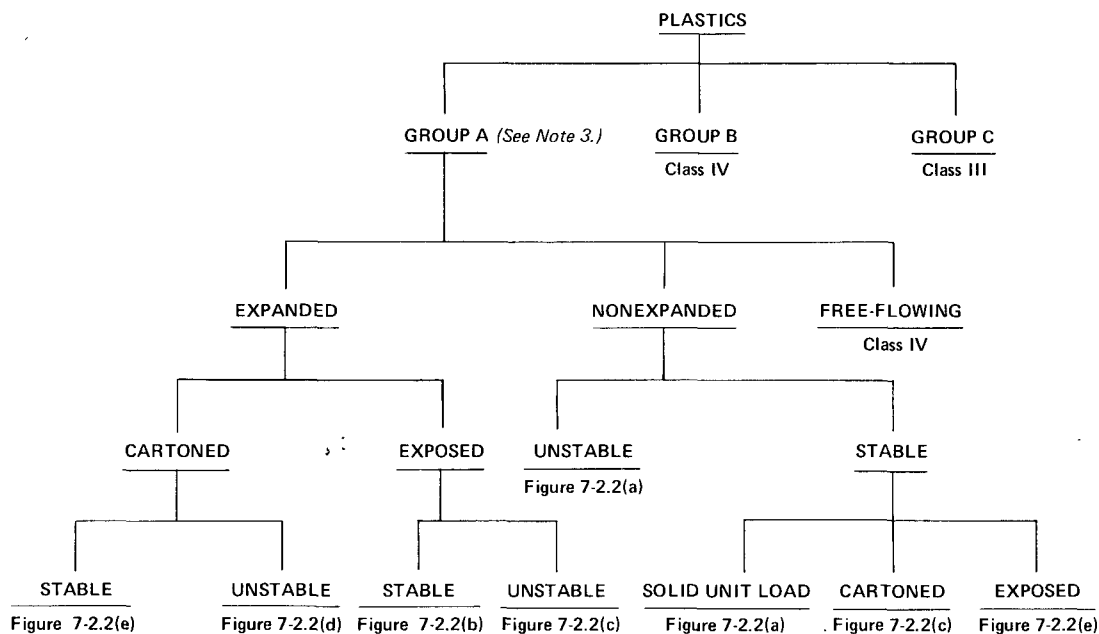 PLASTICS
GROUP A (See Note 3.)
GROUP B
GROUP C
Class IV
Class III
EXPANDED
NONEXPANDED
FREE-FLOWING
Class IV
CARTONED
EXPOSED
UNSTABLE
STABLE
Figure 7-2.2(a)
STABLE
UNSTABLE
STABLE
UNSTABLE
SOLID UNIT LOAD
CARTONED
EXPOSED
Figure 7-2.2(e)
Figure 7-2.2(d)
Figure 7-2.2(b)
Figure 7-2.2(c)
Figure 7-2.2(a)
Figure 7-2.2(c)
Figure 7-2.2(e)